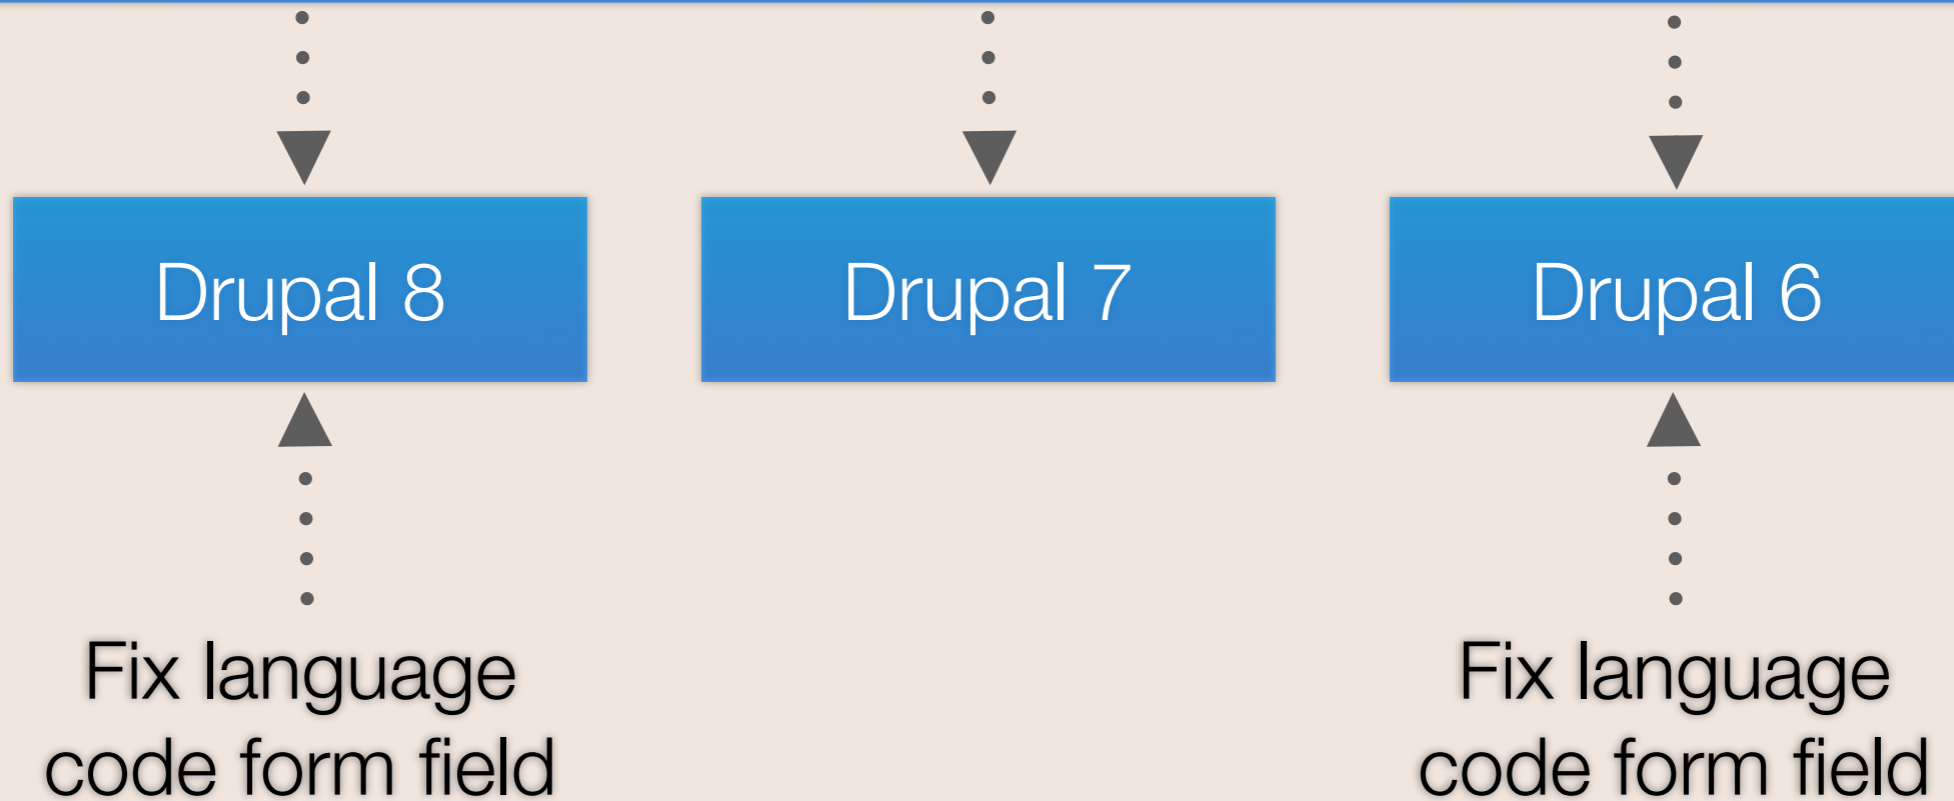 Drupal 8
Drupal 7
Drupal 6
Fix language
code form field
Fix language
code form field